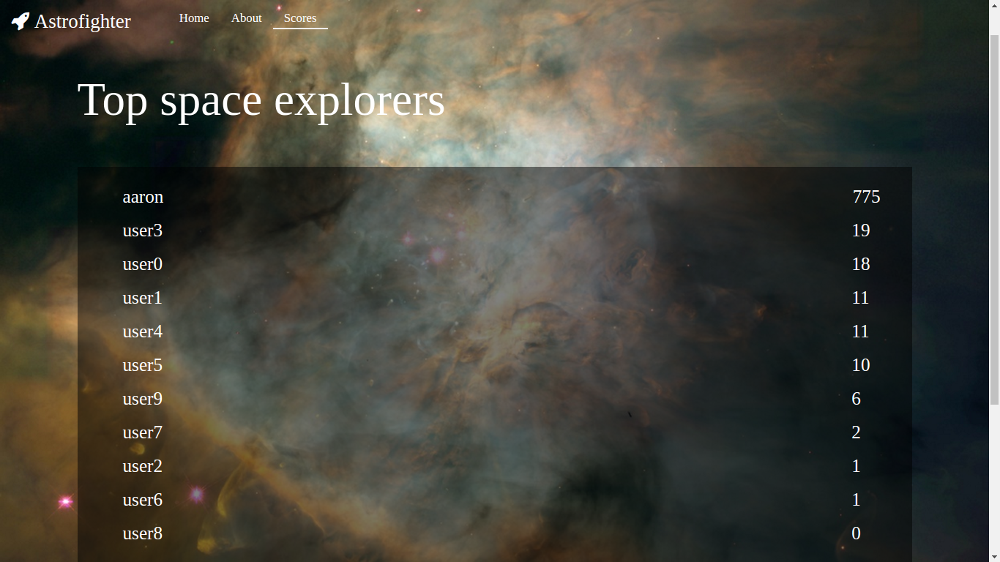 Astrofighter Home About Scores
Top space explorers
aaron 775
user3 19
user0 18
user1 11
user4 11
user5 10
user9 6
user7 2
user2 1
user6 1
user8 0